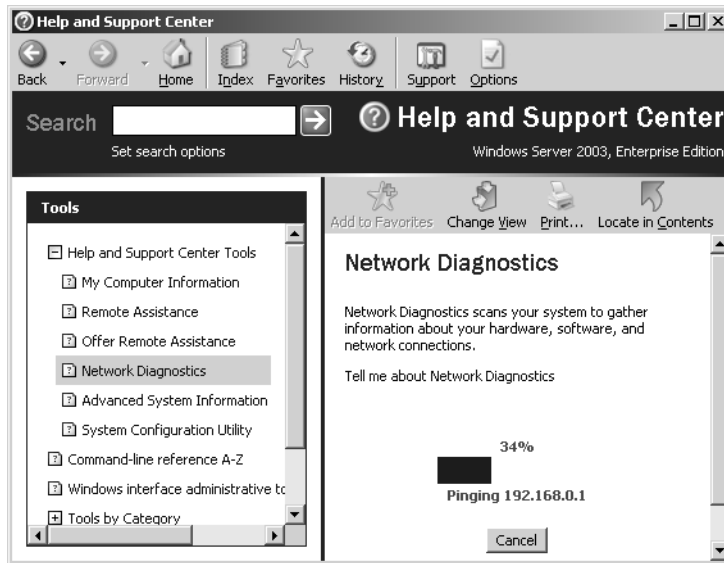 Help and Support Center
Back Forward Home Index Favorites History Support Options
Search
Set search options
Help and Support Center
Windows Server 2003, Enterprise Edition
Tools
Help and Support Center Tools
My Computer Information
Remote Assistance
Offer Remote Assistance
Network Diagnostics
Advanced System Information
System Configuration Utility
Command-line reference A-Z
Windows interface administrative to
Tools by Category
Add to Favorites Change View Print... Locate in Contents
Network Diagnostics
Network Diagnostics scans your system to gather
information about your hardware, software, and
network connections.
Tell me about Network Diagnostics
34%
Pinging 192.168.0.1
Cancel